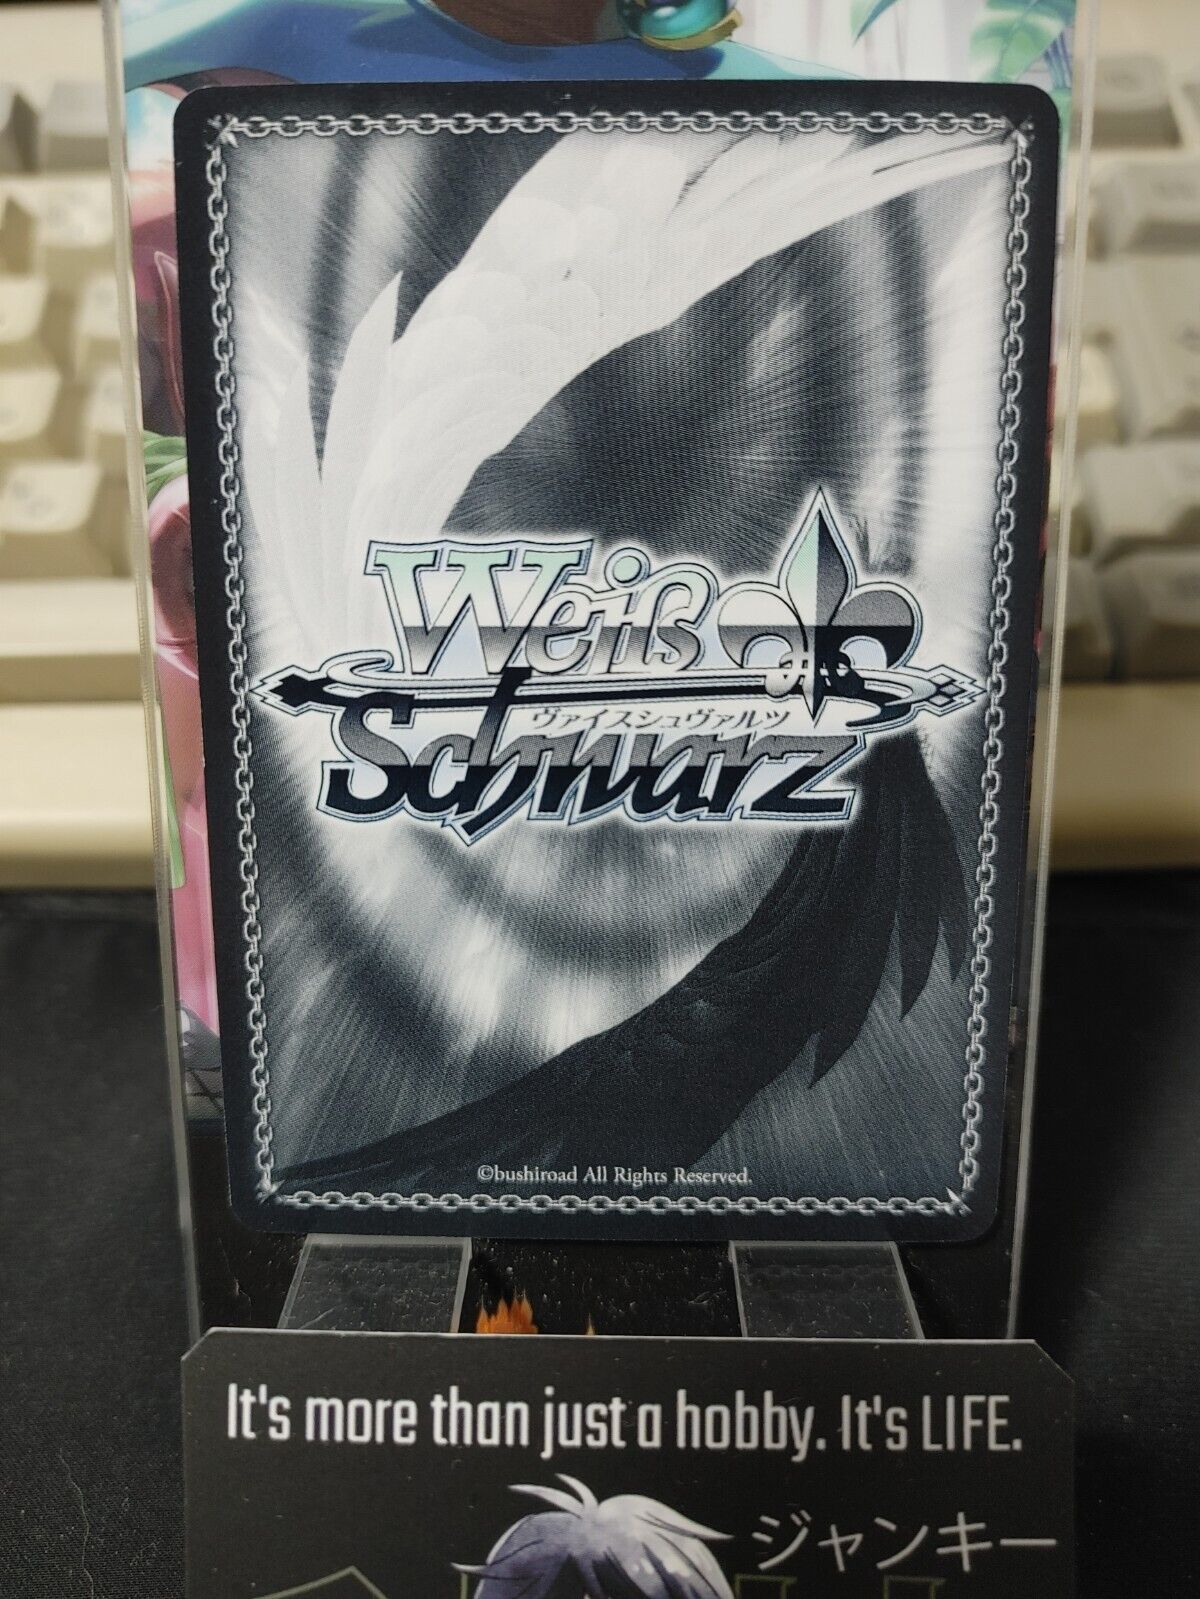 Weiß
Schwarz
ヴァイスシュヴァルツ
©bushiroad All Rights Reserved.
It's more than just a hobby. It's LIFE.
ジャンキー